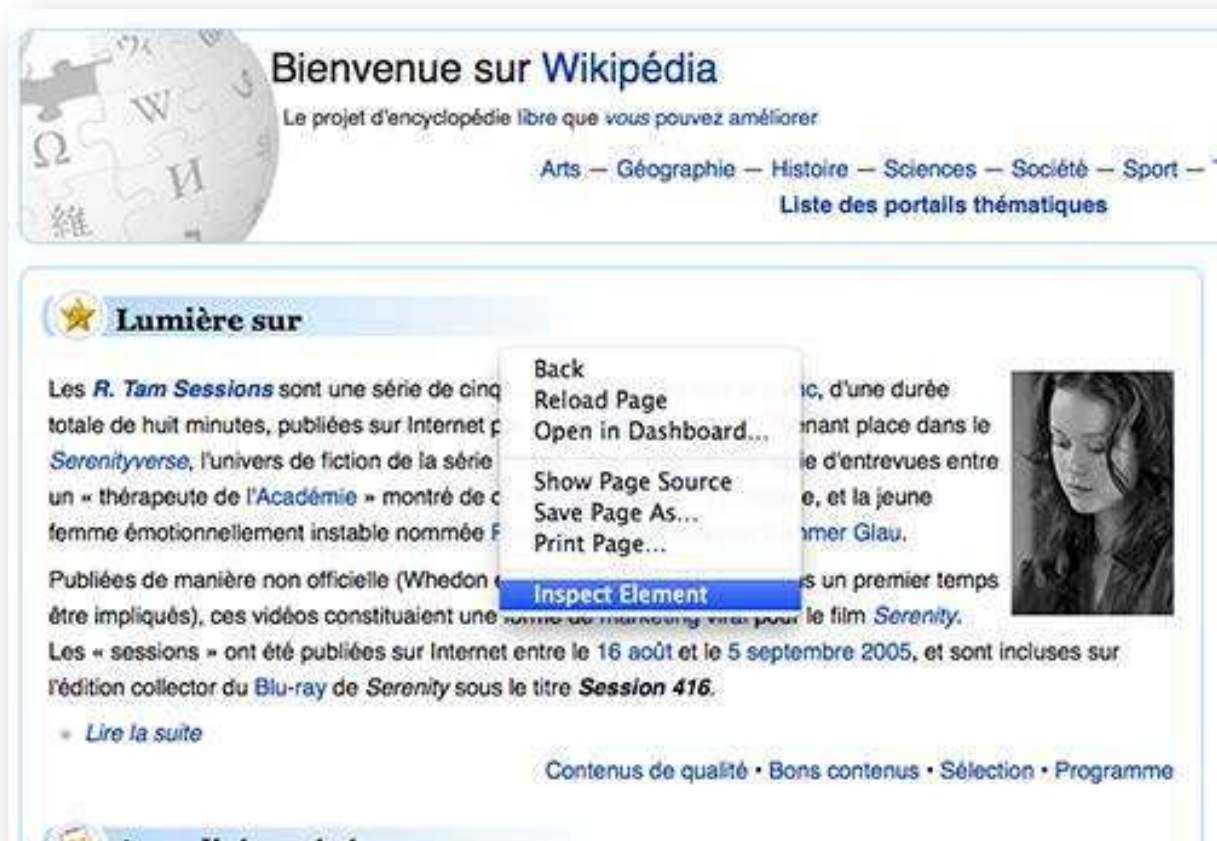 Bienvenue sur Wikipédia
Le projet d'encyclopédie libre que vous pouvez améliorer
Arts — Géographie — Histoire — Sciences — Société — Sport —
Liste des portails thématiques
W
Ω
И
維
Lumière sur
Les R. Tam Sessions sont une série de cinq
, d'une durée
totale de huit minutes, publiées sur Internet
place dans le
Serenityverse, l'univers de fiction de la série
d'entrevues entre
un « thérapeute de l'Académie » montré de
, et la jeune
femme émotionnellement instable nommée
Glau.
Publiées de manière non officielle (Whedon
un premier temps
être impliqués), ces vidéos constituaient une forme de marketing viral pour le film Serenity.
Les « sessions » ont été publiées sur Internet entre le 16 août et le 5 septembre 2005, et sont incluses sur
l'édition collector du Blu-ray de Serenity sous le titre Session 416.
Lire la suite
Contenus de qualité • Bons contenus • Sélection • Programme
Back
Reload Page
Open in Dashboard...
Show Page Source
Save Page As...
Print Page...
Inspect Element